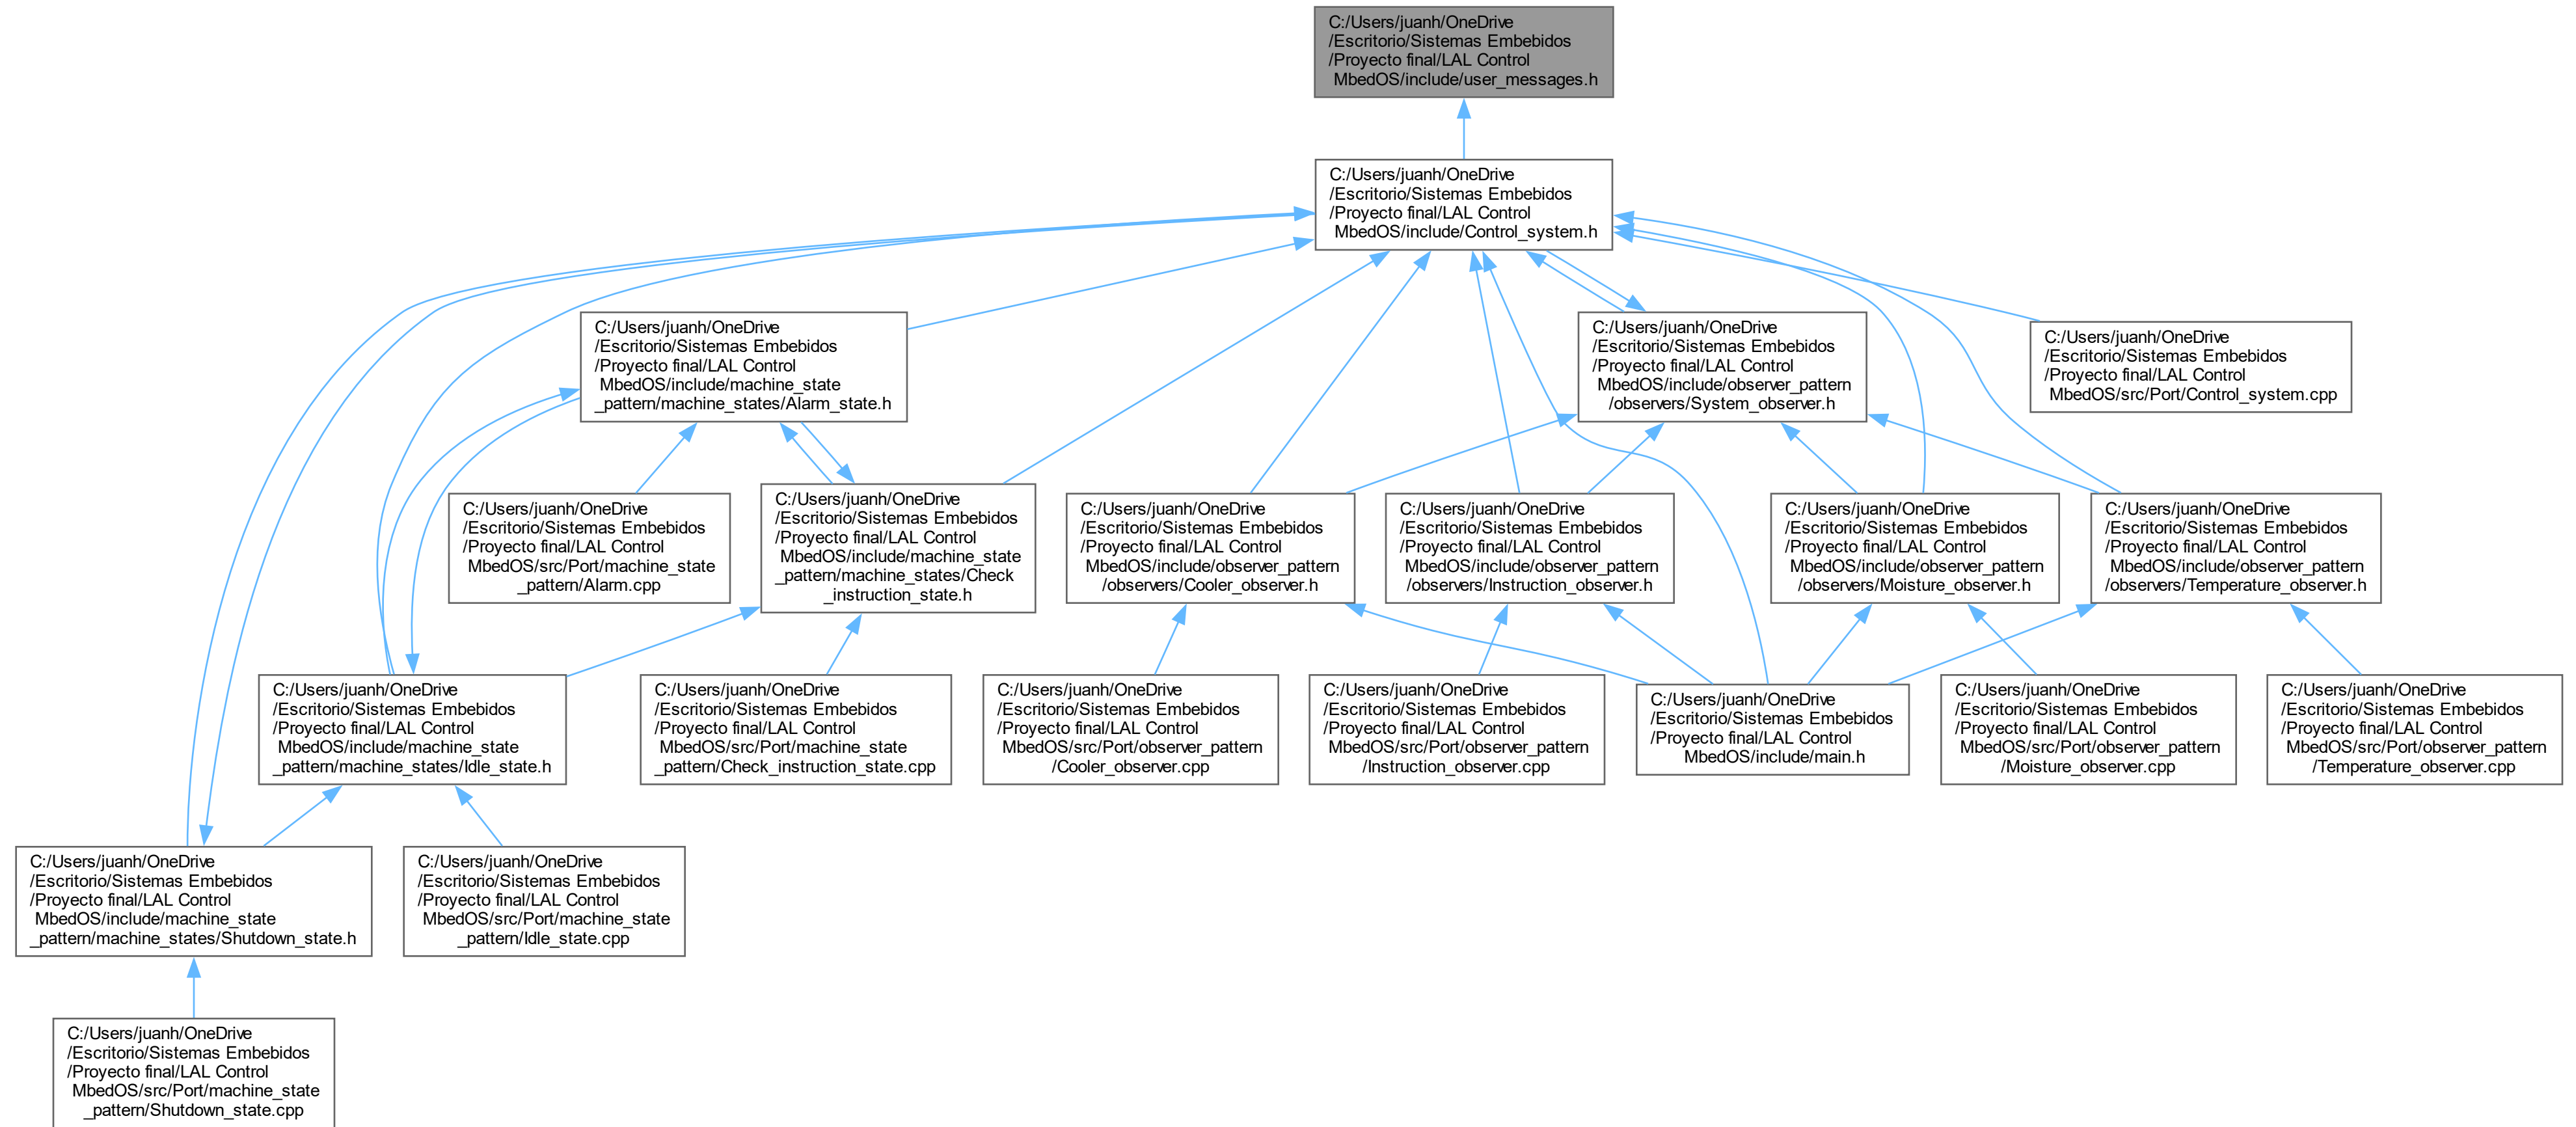 C:/Users/juanh/OneDrive
/Escritorio/Sistemas Embebidos
/Proyecto final/LAL Control
MbedOS/include/user_messages.h
C:/Users/juanh/OneDrive
/Escritorio/Sistemas Embebidos
/Proyecto final/LAL Control
MbedOS/include/Control_system.h
C:/Users/juanh/OneDrive
/Escritorio/Sistemas Embebidos
/Proyecto final/LAL Control
MbedOS/include/machine_state
_pattern/machine_states/Alarm_state.h
C:/Users/juanh/OneDrive
/Escritorio/Sistemas Embebidos
/Proyecto final/LAL Control
MbedOS/include/observer_pattern
/observers/System_observer.h
C:/Users/juanh/OneDrive
/Escritorio/Sistemas Embebidos
/Proyecto final/LAL Control
MbedOS/src/Port/Control_system.cpp
C:/Users/juanh/OneDrive
/Escritorio/Sistemas Embebidos
/Proyecto final/LAL Control
MbedOS/src/Port/machine_state
_pattern/Alarm.cpp
C:/Users/juanh/OneDrive
/Escritorio/Sistemas Embebidos
/Proyecto final/LAL Control
MbedOS/include/machine_state
_pattern/machine_states/Check
_instruction_state.h
C:/Users/juanh/OneDrive
/Escritorio/Sistemas Embebidos
/Proyecto final/LAL Control
MbedOS/include/observer_pattern
/observers/Cooler_observer.h
C:/Users/juanh/OneDrive
/Escritorio/Sistemas Embebidos
/Proyecto final/LAL Control
MbedOS/include/observer_pattern
/observers/Instruction_observer.h
C:/Users/juanh/OneDrive
/Escritorio/Sistemas Embebidos
/Proyecto final/LAL Control
MbedOS/include/observer_pattern
/observers/Moisture_observer.h
C:/Users/juanh/OneDrive
/Escritorio/Sistemas Embebidos
/Proyecto final/LAL Control
MbedOS/include/observer_pattern
/observers/Temperature_observer.h
C:/Users/juanh/OneDrive
/Escritorio/Sistemas Embebidos
/Proyecto final/LAL Control
MbedOS/include/machine_state
_pattern/machine_states/Idle_state.h
C:/Users/juanh/OneDrive
/Escritorio/Sistemas Embebidos
/Proyecto final/LAL Control
MbedOS/src/Port/machine_state
_pattern/Check_instruction_state.cpp
C:/Users/juanh/OneDrive
/Escritorio/Sistemas Embebidos
/Proyecto final/LAL Control
MbedOS/src/Port/observer_pattern
/Cooler_observer.cpp
C:/Users/juanh/OneDrive
/Escritorio/Sistemas Embebidos
/Proyecto final/LAL Control
MbedOS/src/Port/observer_pattern
/Instruction_observer.cpp
C:/Users/juanh/OneDrive
/Escritorio/Sistemas Embebidos
/Proyecto final/LAL Control
MbedOS/include/main.h
C:/Users/juanh/OneDrive
/Escritorio/Sistemas Embebidos
/Proyecto final/LAL Control
MbedOS/src/Port/observer_pattern
/Moisture_observer.cpp
C:/Users/juanh/OneDrive
/Escritorio/Sistemas Embebidos
/Proyecto final/LAL Control
MbedOS/src/Port/observer_pattern
/Temperature_observer.cpp
C:/Users/juanh/OneDrive
/Escritorio/Sistemas Embebidos
/Proyecto final/LAL Control
MbedOS/include/machine_state
_pattern/machine_states/Shutdown_state.h
C:/Users/juanh/OneDrive
/Escritorio/Sistemas Embebidos
/Proyecto final/LAL Control
MbedOS/src/Port/machine_state
_pattern/Idle_state.cpp
C:/Users/juanh/OneDrive
/Escritorio/Sistemas Embebidos
/Proyecto final/LAL Control
MbedOS/src/Port/machine_state
_pattern/Shutdown_state.cpp